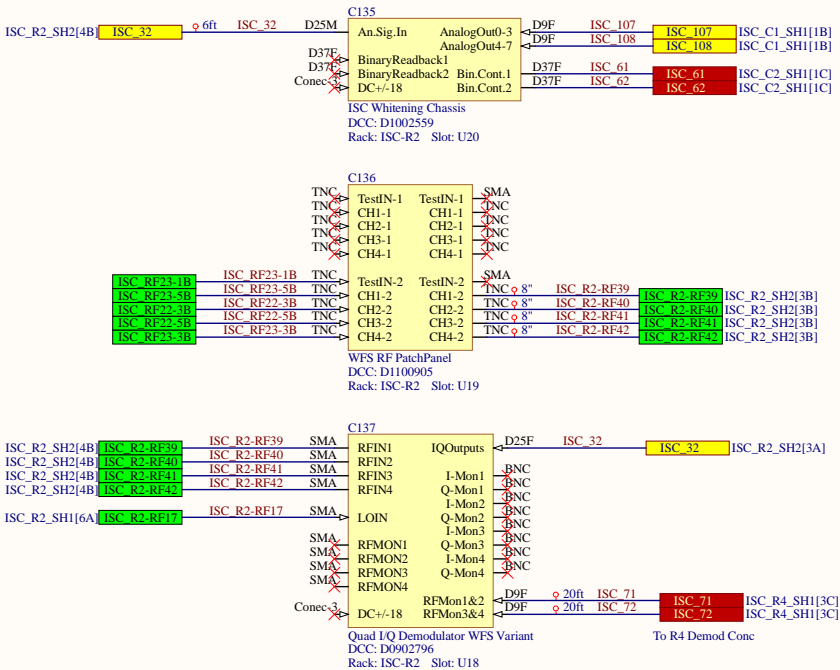 C135
ISC_R2_SH2[4B] ISC_32 6ft ISC_32 D25M An.Sig.In AnalogOut0-3 D9F ISC_107 ISC_107 ISC_C1_SH1[1B]
AnalogOut4-7 D9F ISC_108 ISC_108 ISC_C1_SH1[1B]
D37F BinaryReadback1
D37F BinaryReadback2 Bin.Cont.1 D37F ISC_61 ISC_61 ISC_C2_SH1[1C]
Conec-3 DC+/-18 Bin.Cont.2 D37F ISC_62 ISC_62 ISC_C2_SH1[1C]
ISC Whitening Chassis
DCC: D1002559
Rack: ISC-R2 Slot: U20
C136
TNC TestIN-1 TestIN-1 SMA
TNC CH1-1 CH1-1 TNC
TNC CH2-1 CH2-1 TNC
TNC CH3-1 CH3-1 TNC
TNC CH4-1 CH4-1 TNC
ISC_RF23-1B ISC_RF23-1B TNC TestIN-2 TestIN-2 SMA
ISC_RF23-5B ISC_RF23-5B TNC CH1-2 CH1-2 TNC 8" ISC_R2-RF39 ISC_R2-RF39 ISC_R2_SH2[3B]
ISC_RF22-3B ISC_RF22-3B TNC CH2-2 CH2-2 TNC 8" ISC_R2-RF40 ISC_R2-RF40 ISC_R2_SH2[3B]
ISC_RF22-5B ISC_RF22-5B TNC CH3-2 CH3-2 TNC 8" ISC_R2-RF41 ISC_R2-RF41 ISC_R2_SH2[3B]
ISC_RF23-3B ISC_RF23-3B TNC CH4-2 CH4-2 TNC 8" ISC_R2-RF42 ISC_R2-RF42 ISC_R2_SH2[3B]
WFS RF PatchPanel
DCC: D1100905
Rack: ISC-R2 Slot: U19
C137
ISC_R2_SH2[4B] ISC_R2-RF39 ISC_R2-RF39 SMA RFIN1 IQOutputs D25F ISC_32 ISC_32 ISC_R2_SH2[3A]
ISC_R2_SH2[4B] ISC_R2-RF40 ISC_R2-RF40 SMA RFIN2
ISC_R2_SH2[4B] ISC_R2-RF41 ISC_R2-RF41 SMA RFIN3 I-Mon1 BNC
ISC_R2_SH2[4B] ISC_R2-RF42 ISC_R2-RF42 SMA RFIN4 Q-Mon1 BNC
I-Mon2 BNC
ISC_R2_SH1[6A] ISC_R2-RF17 ISC_R2-RF17 SMA LOIN Q-Mon2 BNC
I-Mon3 BNC
SMA RFMON1 Q-Mon3 BNC
SMA RFMON2 I-Mon4 BNC
SMA RFMON3 Q-Mon4 BNC
SMA RFMON4
RFMon1&2 D9F 20ft ISC_71 ISC_71 ISC_R4_SH1[3C]
Conec-3 DC+/-18 RFMon3&4 D9F 20ft ISC_72 ISC_72 ISC_R4_SH1[3C]
Quad I/Q Demodulator WFS Variant To R4 Demod Conc
DCC: D0902796
Rack: ISC-R2 Slot: U18